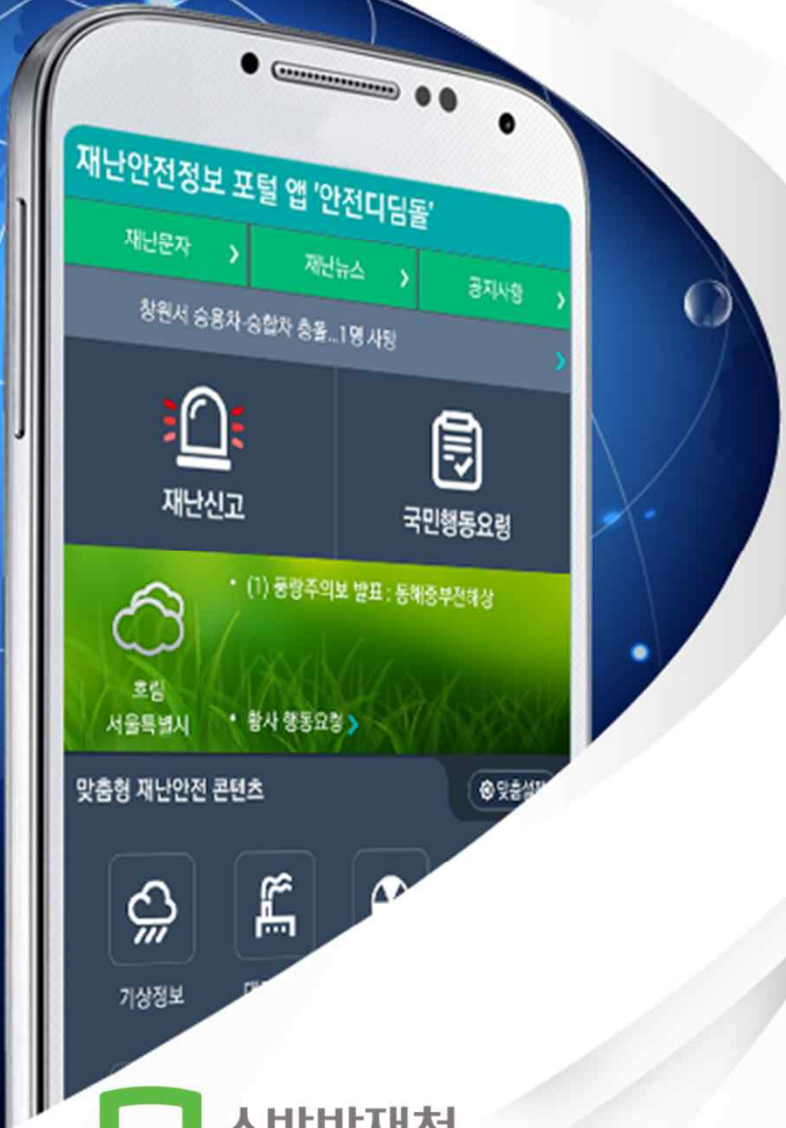 재난안전정보 포털 앱 '안전디딤돌'
재난문자
재난뉴스
공지사항
창원서 승용차-승합차 충돌...1명 사망
재난신고
국민행동요령
(1) 풍랑주의보 발표 : 동해중부전해상
흐림
서울특별시
황사 행동요령
맞춤형 재난안전 콘텐츠
맞춤설정
기상정보
소방방재청